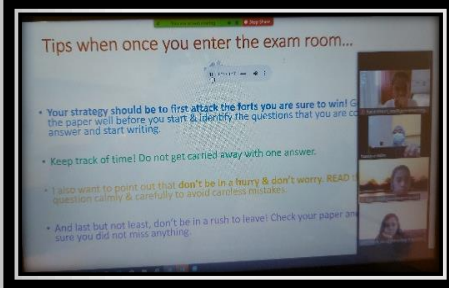 Tips when once you enter the exam room...
• Your strategy should be to first attack the forts you are sure to win! G
the paper well before you start & identify the questions that you are co
answer and start writing.
• Keep track of time! Do not get carried away with one answer.
• I also want to point out that don't be in a hurry & don't worry. READ
question calmly & carefully to avoid careless mistakes.
• And last but not least, don't be in a rush to leave! Check your paper an
sure you did not miss anything.